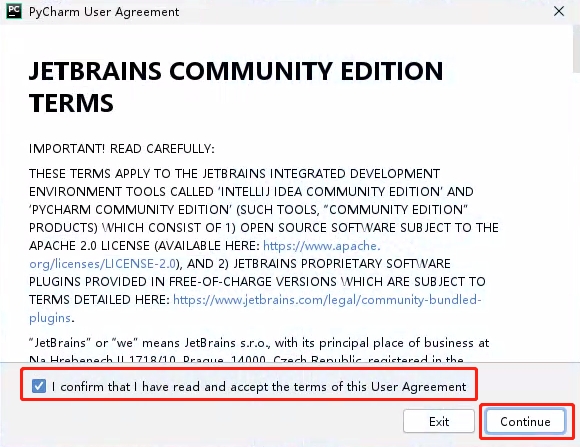 PC PyCharm User Agreement
JETBRAINS COMMUNITY EDITION
TERMS
IMPORTANT! READ CAREFULLY:
THESE TERMS APPLY TO THE JETBRAINS INTEGRATED DEVELOPMENT
ENVIRONMENT TOOLS CALLED ‘INTELLIJ IDEA COMMUNITY EDITION’ AND
‘PYCHARM COMMUNITY EDITION’ (SUCH TOOLS, “COMMUNITY EDITION”
PRODUCTS) WHICH CONSIST OF 1) OPEN SOURCE SOFTWARE SUBJECT TO THE
APACHE 2.0 LICENSE (AVAILABLE HERE: https://www.apache.
org/licenses/LICENSE-2.0), AND 2) JETBRAINS PROPRIETARY SOFTWARE
PLUGINS PROVIDED IN FREE-OF-CHARGE VERSIONS WHICH ARE SUBJECT TO
TERMS DETAILED HERE: https://www.jetbrains.com/legal/community-bundled-
plugins.
“JetBrains” or “we” means JetBrains s.r.o., with its principal place of business at
Na Hrebenech II 1718/10, Prague, 14000, Czech Republic, registered in the
I confirm that I have read and accept the terms of this User Agreement
Exit Continue